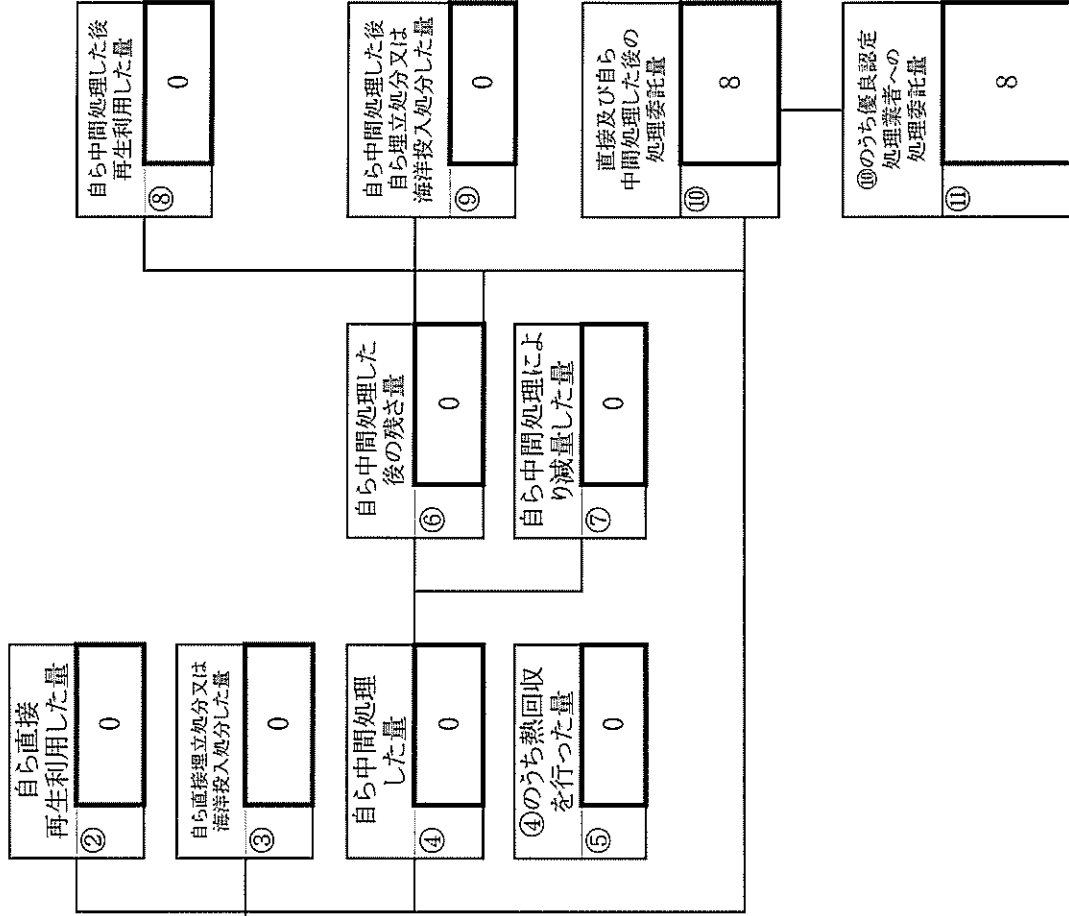 自ら直接
再生利用した量
②
0
自ら直接埋立処分又は
海洋投入処分した量
③
0
自ら中間処理
した量
④
0
④のうち熱回収
を行った量
⑤
0
自ら中間処理した
後の残さ量
⑥
0
自ら中間処理によ
り減量した量
⑦
0
自ら中間処理した後
再生利用した量
⑧
0
自ら中間処理した後
自ら埋立処分又は
海洋投入処分した量
⑨
0
直接及び自ら
中間処理した後の
処理委託量
⑩
8
⑩のうち優良認定
処理業者への
処理委託量
⑪
8